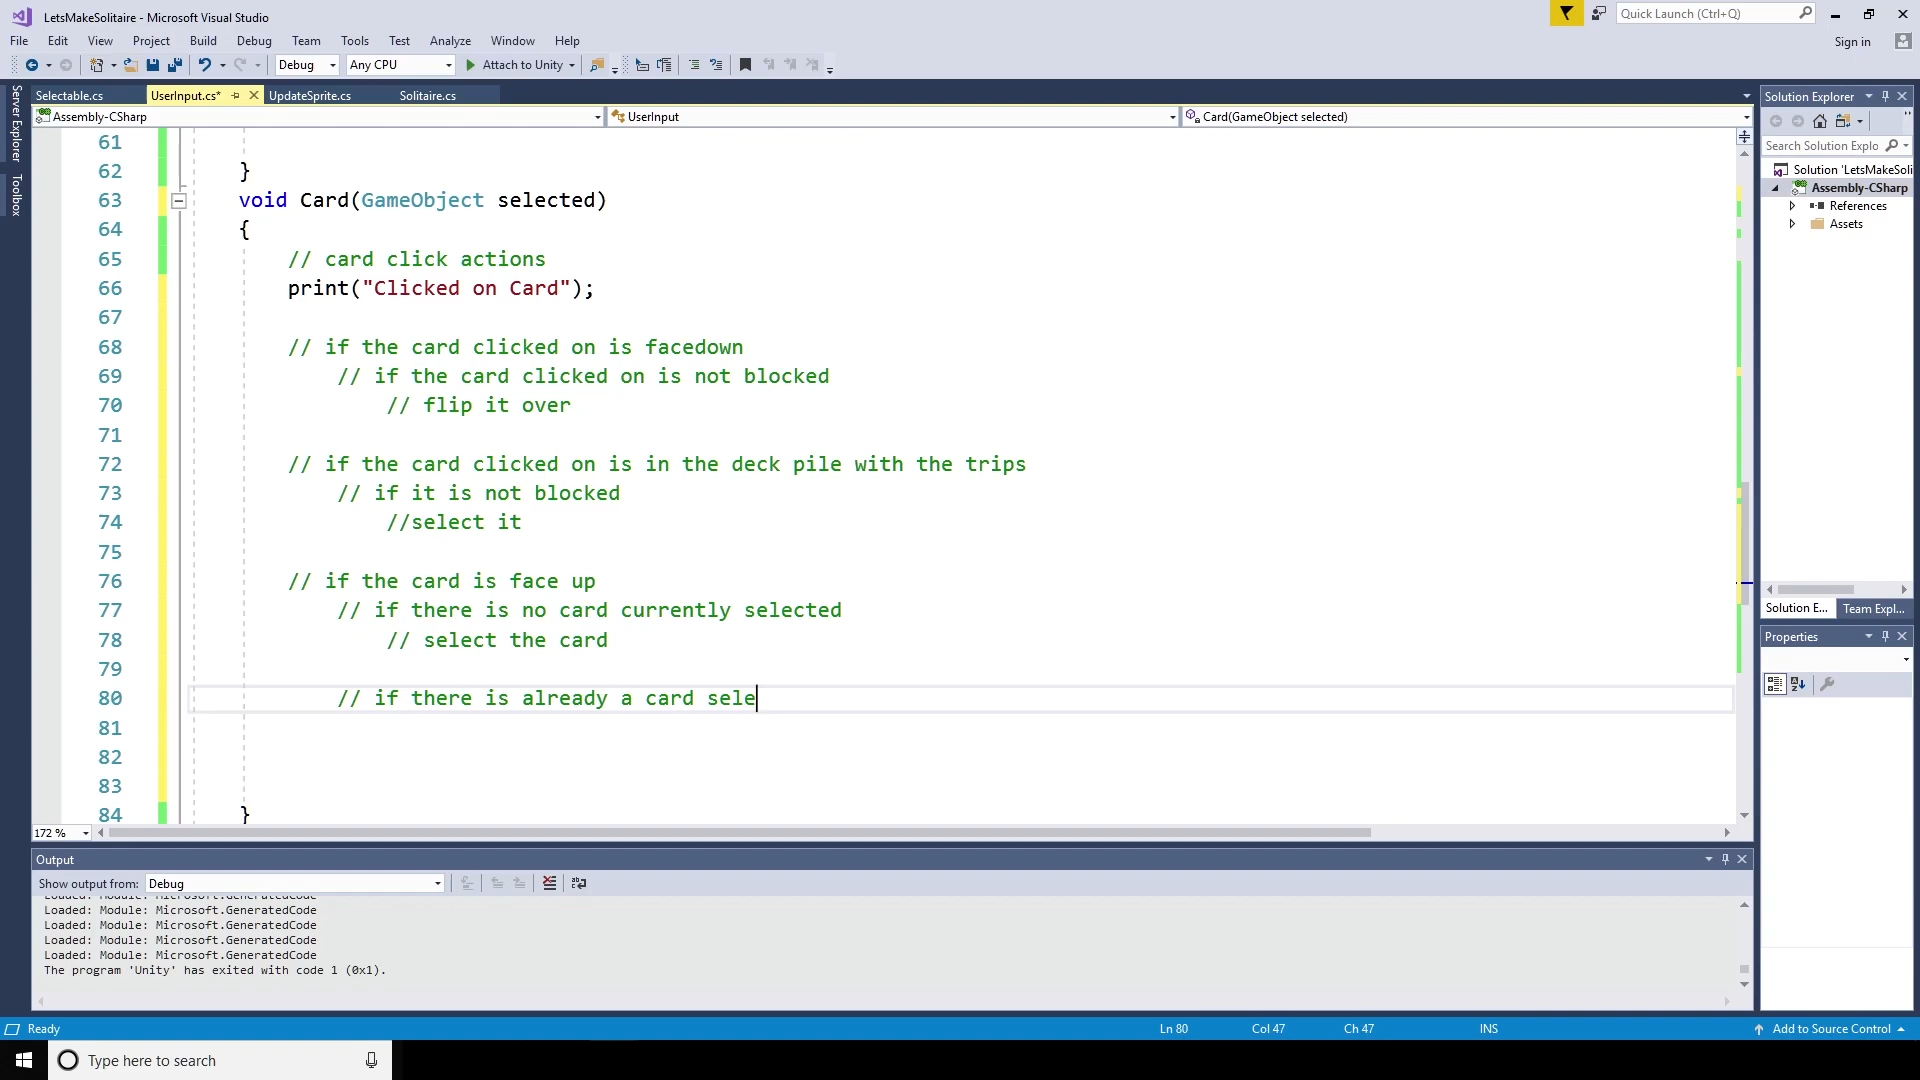 LetsMakeSolitaire - Microsoft Visual Studio
Quick Launch (Ctrl+Q)
File Edit View Project Build Debug Team Tools Test Analyze Window Help
Sign in
Debug Any CPU Attach to Unity
Server Explorer
Toolbox
Selectable.cs UserInput.cs* UpdateSprite.cs Solitaire.cs
Assembly-CSharp UserInput Card(GameObject selected)
61
62 }
63 void Card(GameObject selected)
64 {
65 // card click actions
66 print("Clicked on Card");
67
68 // if the card clicked on is facedown
69 // if the card clicked on is not blocked
70 // flip it over
71
72 // if the card clicked on is in the deck pile with the trips
73 // if it is not blocked
74 //select it
75
76 // if the card is face up
77 // if there is no card currently selected
78 // select the card
79
80 // if there is already a card sele
81
82
83
84 }
172 %
Solution Explorer
Search Solution Explo
Solution 'LetsMakeSoli
Assembly-CSharp
References
Assets
Solution E... Team Expl...
Properties
Output
Show output from: Debug
Loaded: Module: Microsoft.GeneratedCode
Loaded: Module: Microsoft.GeneratedCode
Loaded: Module: Microsoft.GeneratedCode
Loaded: Module: Microsoft.GeneratedCode
Loaded: Module: Microsoft.GeneratedCode
The program 'Unity' has exited with code 1 (0x1).
Ready Ln 80 Col 47 Ch 47 INS Add to Source Control
Type here to search